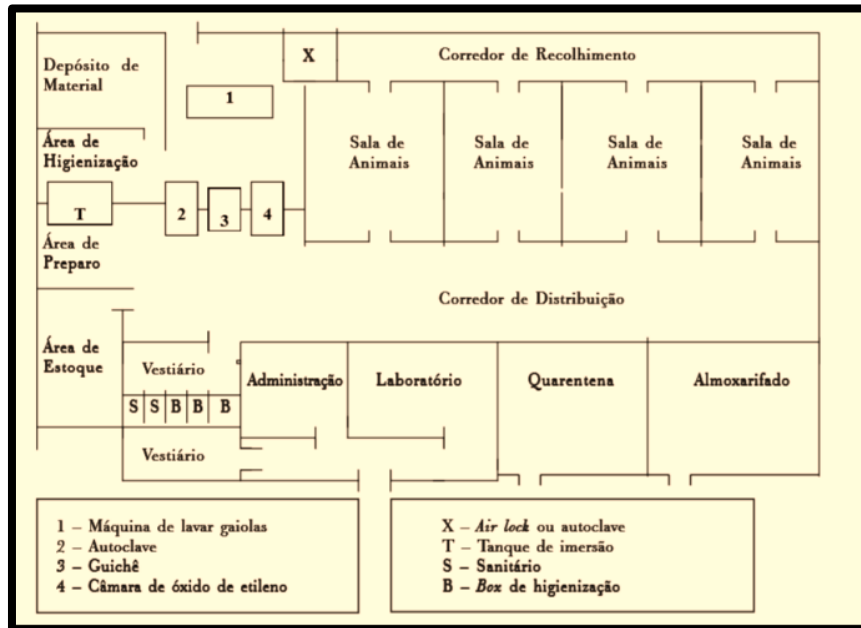 Depósito de
Material
X
Corredor de Recolhimento
1
Área de
Higienização
Sala de
Animais
Sala de
Animais
Sala de
Animais
Sala de
Animais
T
2
3
4
Área de
Preparo
Corredor de Distribuição
Área de
Estoque
Vestiário
Administração
Laboratório
Quarentena
Almoxarifado
S S B B B
Vestiário
1 – Máquina de lavar gaiolas
2 – Autoclave
3 – Guichê
4 – Câmara de óxido de etileno
X – Air lock ou autoclave
T – Tanque de imersão
S – Sanitário
B – Box de higienização